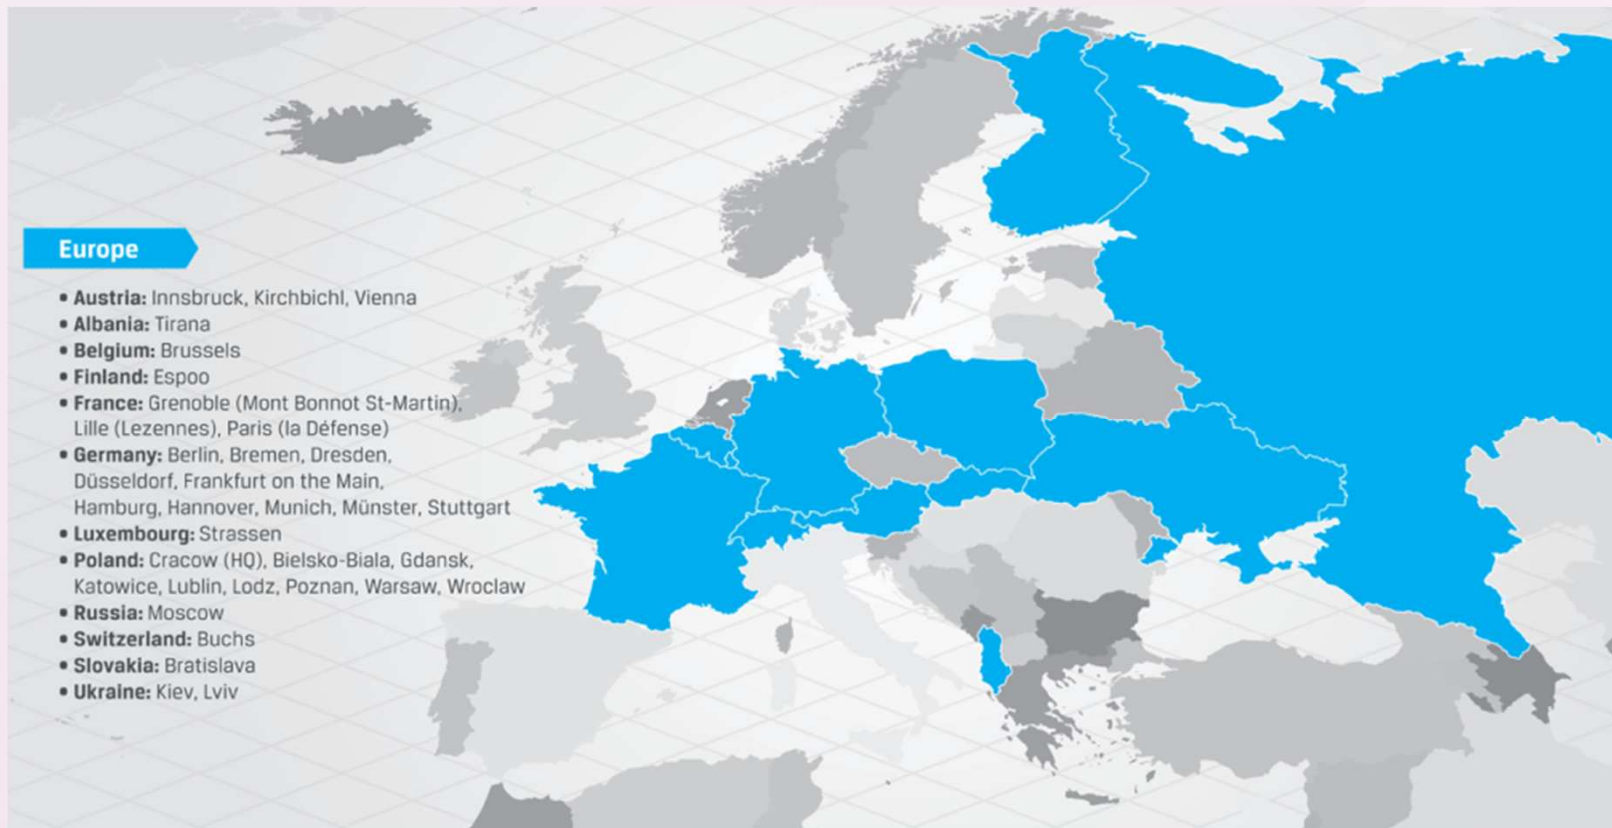 Europe
• Austria: Innsbruck, Kirchbichl, Vienna
• Albania: Tirana
• Belgium: Brussels
• Finland: Espoo
• France: Grenoble (Mont Bonnot St-Martin),
Lille (Lezennes), Paris (la Défense)
• Germany: Berlin, Bremen, Dresden,
Düsseldorf, Frankfurt on the Main,
Hamburg, Hannover, Munich, Münster, Stuttgart
• Luxembourg: Strassen
• Poland: Cracow (HQ), Bielsko-Biala, Gdansk,
Katowice, Lublin, Lodz, Poznan, Warsaw, Wroclaw
• Russia: Moscow
• Switzerland: Buchs
• Slovakia: Bratislava
• Ukraine: Kiev, Lviv